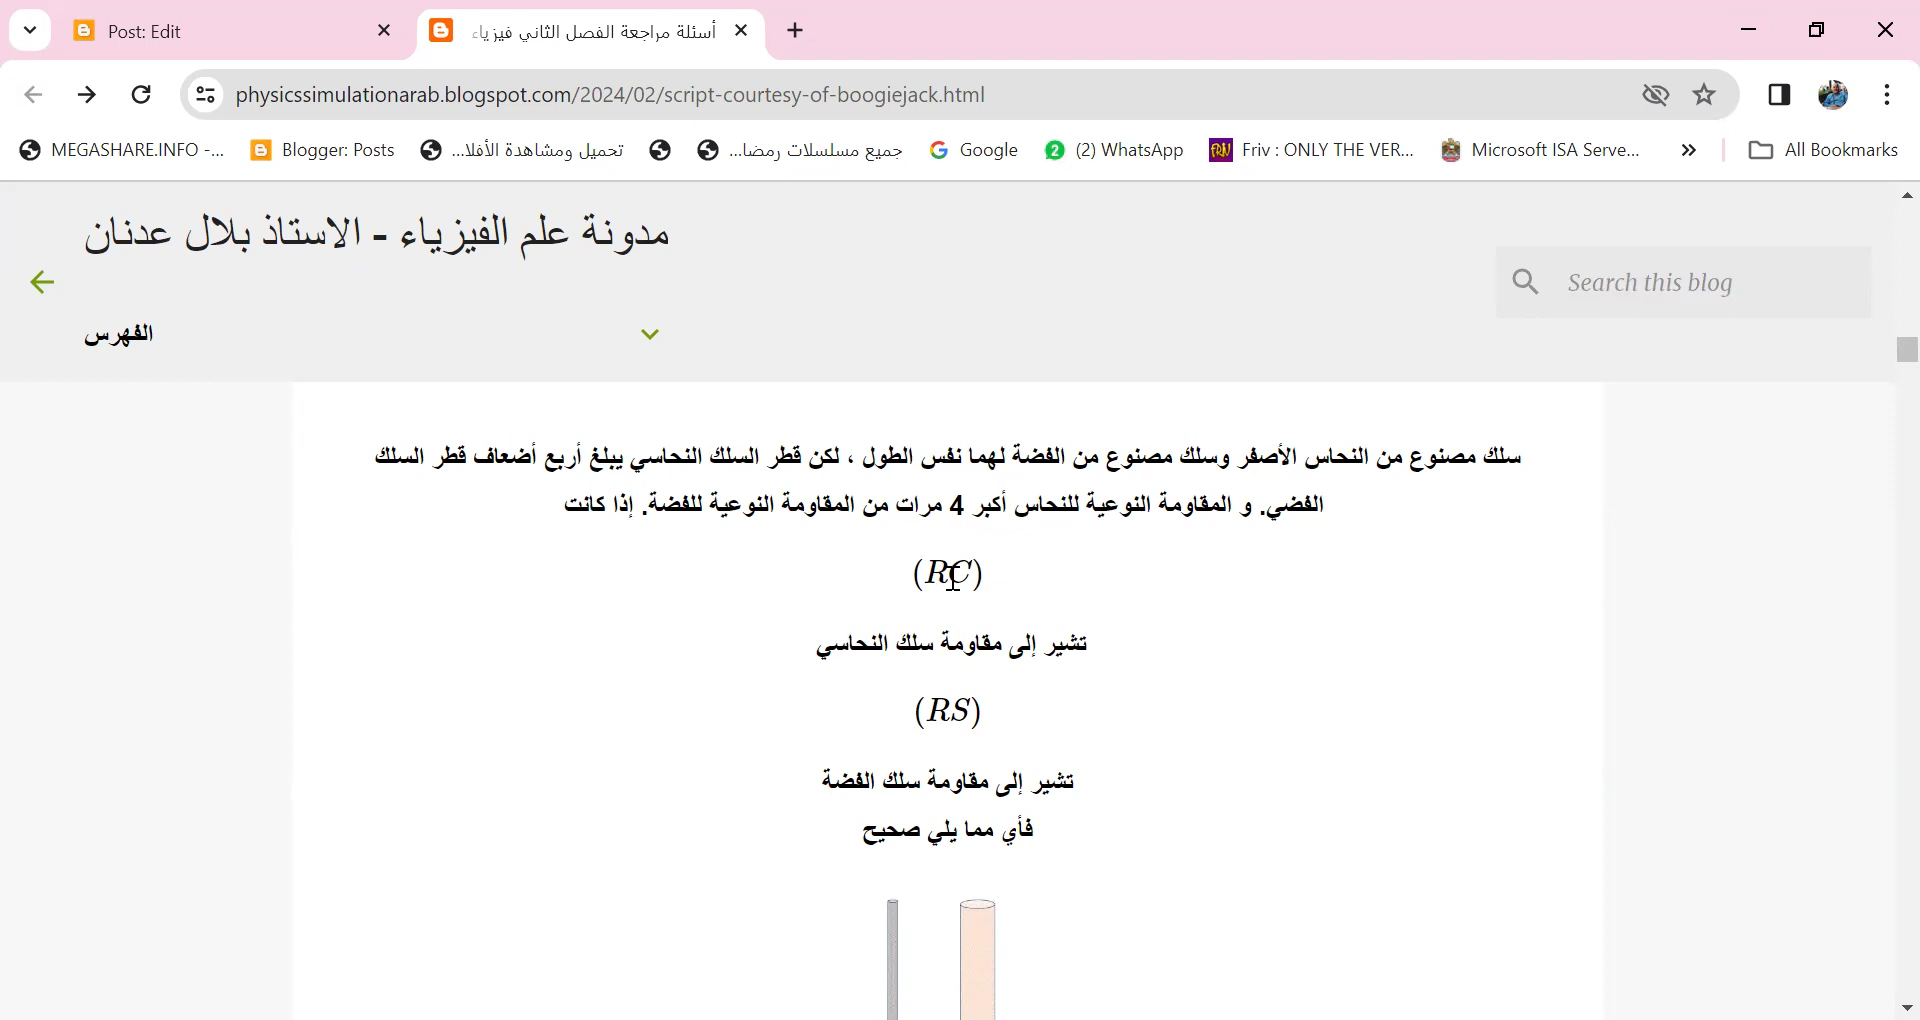 Post: Edit
أسئلة مراجعة الفصل الثاني فيزياء
physicssimulationarab.blogspot.com/2024/02/script-courtesy-of-boogiejack.html
MEGASHARE.INFO -...
Blogger: Posts
تحميل ومشاهدة الأفلا...
جميع مسلسلات رمضا...
Google
(2) WhatsApp
Friv : ONLY THE VER...
Microsoft ISA Serve...
All Bookmarks
مدونة علم الفيزياء - الاستاذ بلال عدنان
Search this blog
الفهرس
سلك مصنوع من النحاس الأصفر وسلك مصنوع من الفضة لهما نفس الطول ، لكن قطر السلك النحاسي يبلغ أربع أضعاف قطر السلك
الفضي. و المقاومة النوعية للنحاس أكبر 4 مرات من المقاومة النوعية للفضة. إذا كانت
(RC)
تشير إلى مقاومة سلك النحاسي
(RS)
تشير إلى مقاومة سلك الفضة
فأي مما يلي صحيح